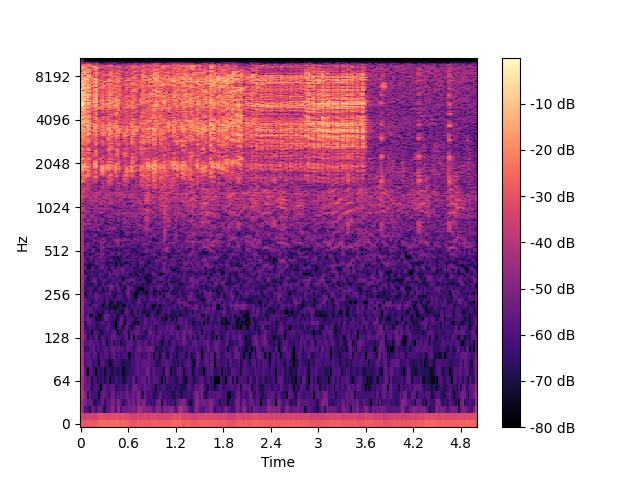 8192
4096
2048
1024
512
256
128
64
0
Hz
0 0.6 1.2 1.8 2.4 3 3.6 4.2 4.8
Time
-10 dB
-20 dB
-30 dB
-40 dB
-50 dB
-60 dB
-70 dB
-80 dB